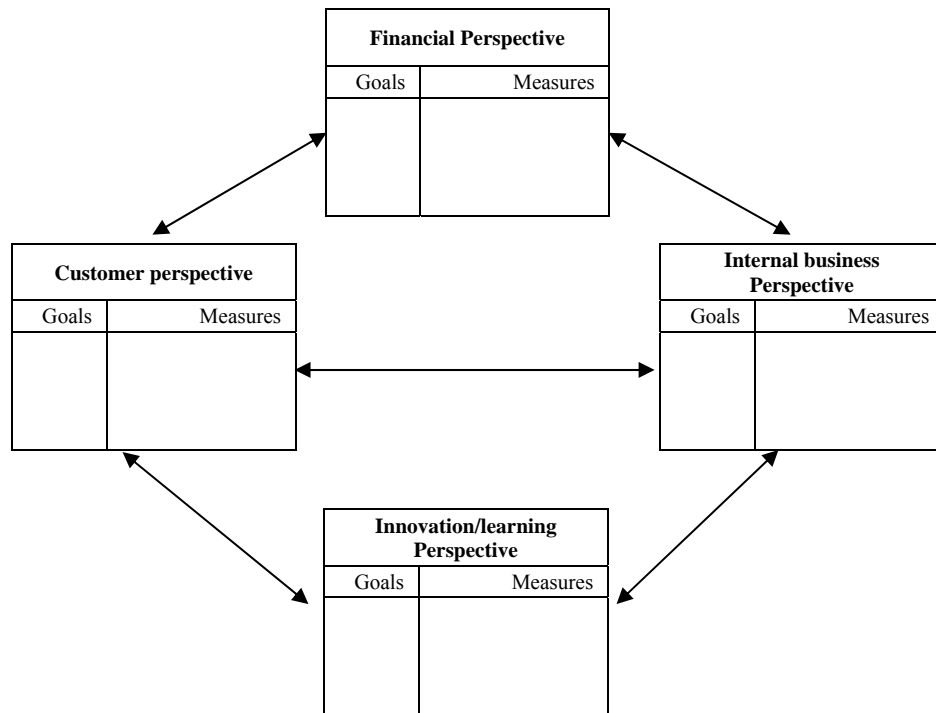 Financial Perspective
Goals Measures
Customer perspective
Goals Measures
Internal business
Perspective
Goals Measures
Innovation/learning
Perspective
Goals Measures